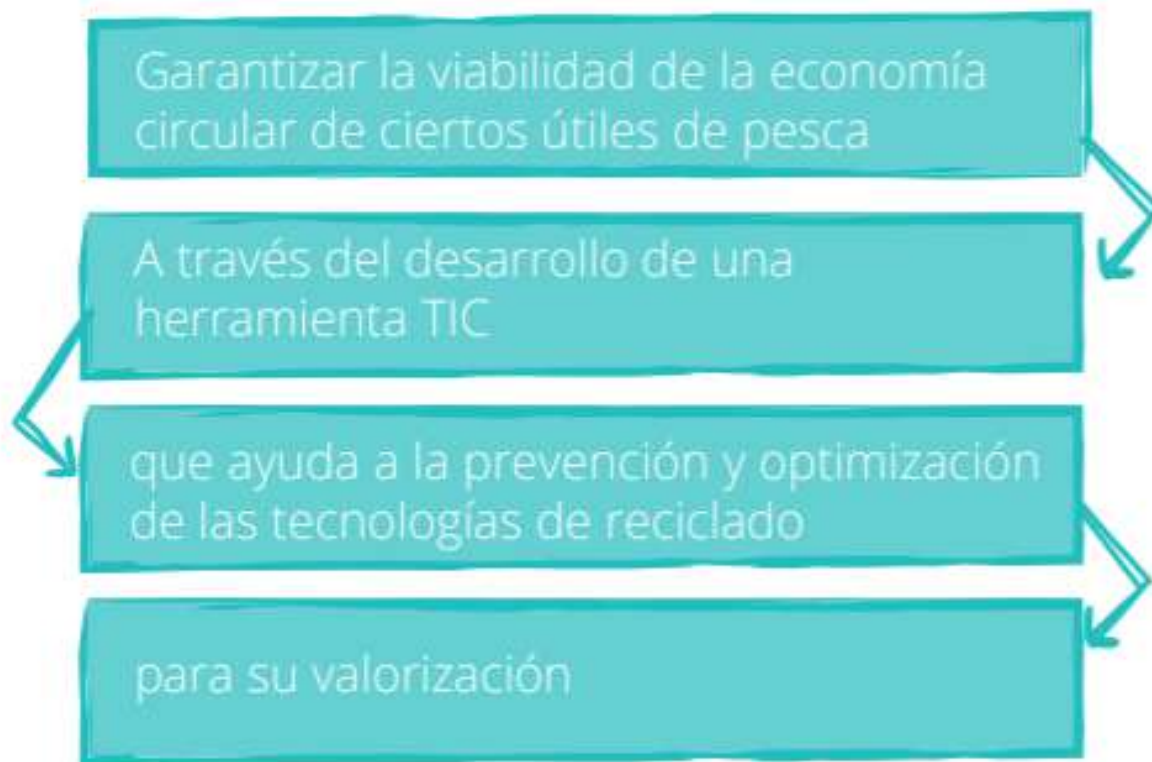 Garantizar la viabilidad de la economía
circular de ciertos útiles de pesca
A través del desarrollo de una
herramienta TIC
que ayuda a la prevención y optimización
de las tecnologías de reciclado
para su valorización